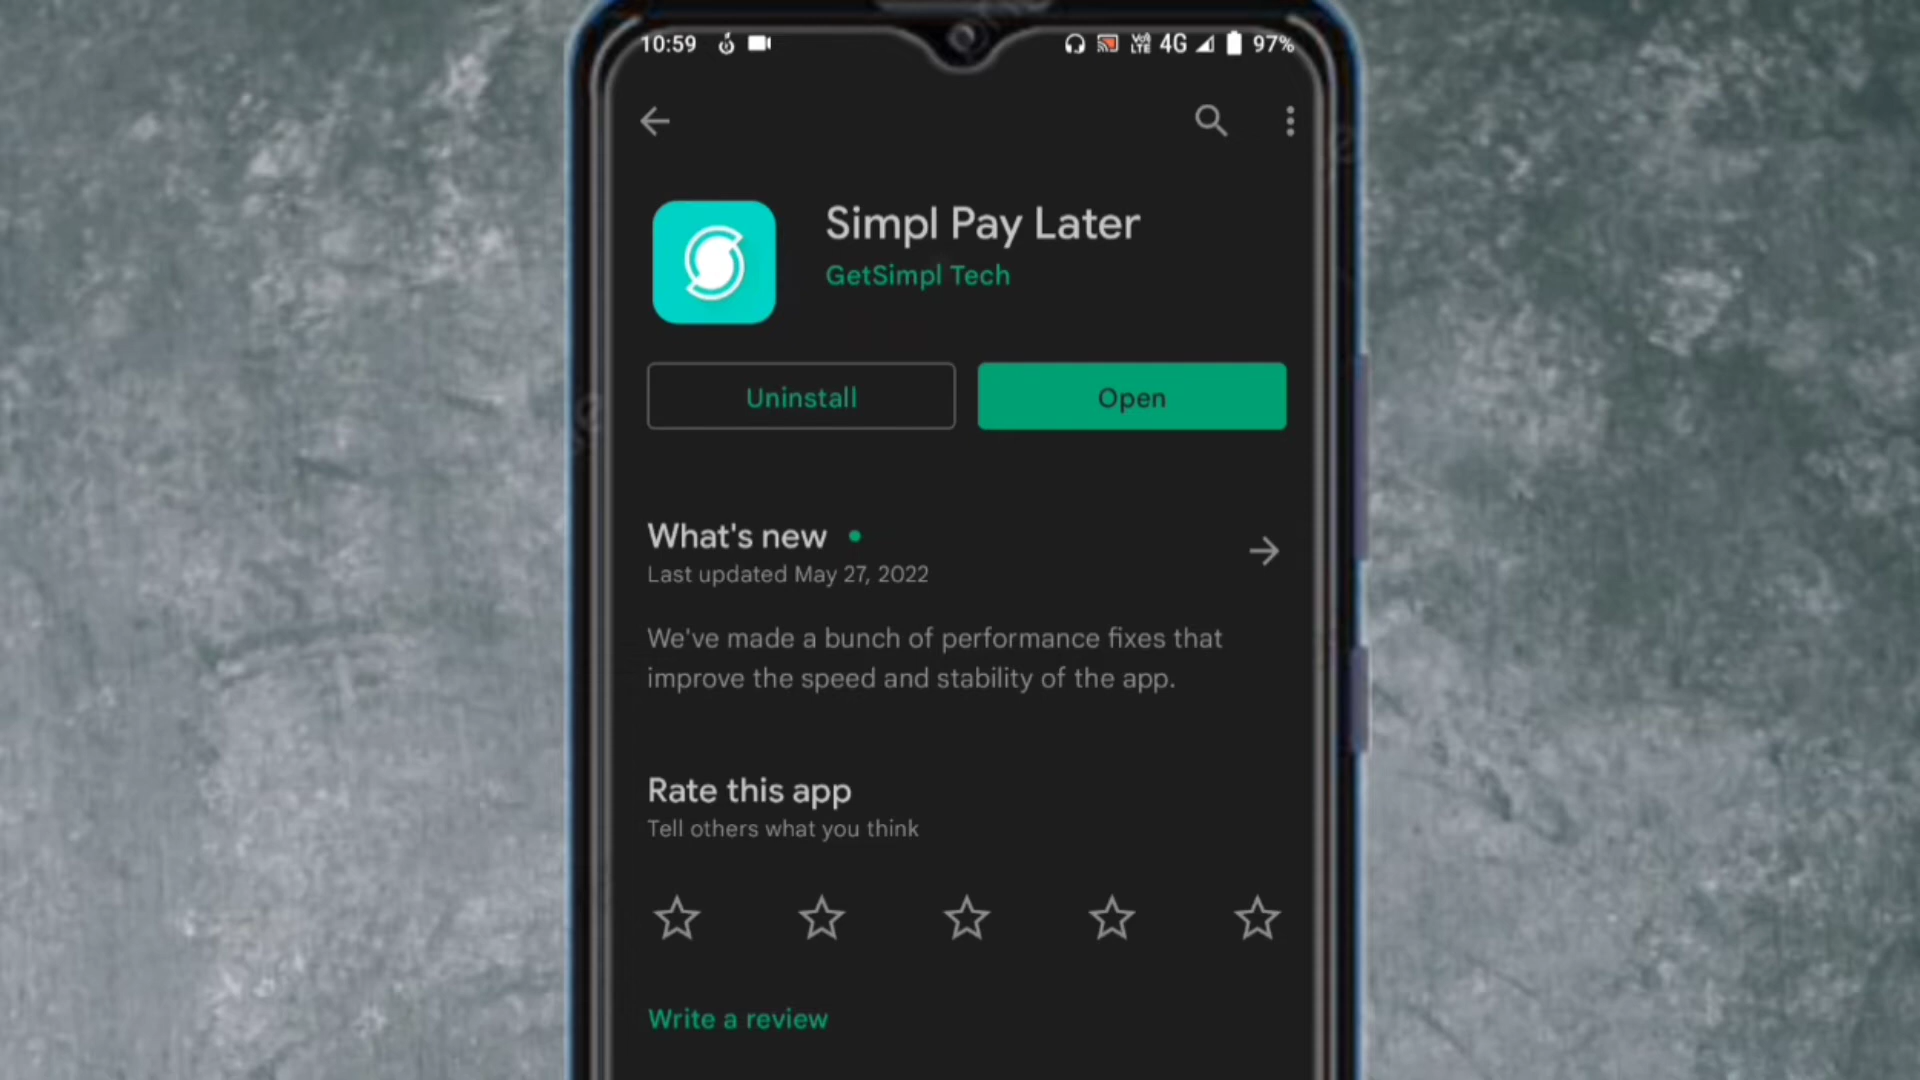 10:59 VoLTE 4G 97%
Simpl Pay Later
GetSimpl Tech
Uninstall
Open
What's new
Last updated May 27, 2022
We've made a bunch of performance fixes that
improve the speed and stability of the app.
Rate this app
Tell others what you think
Write a review